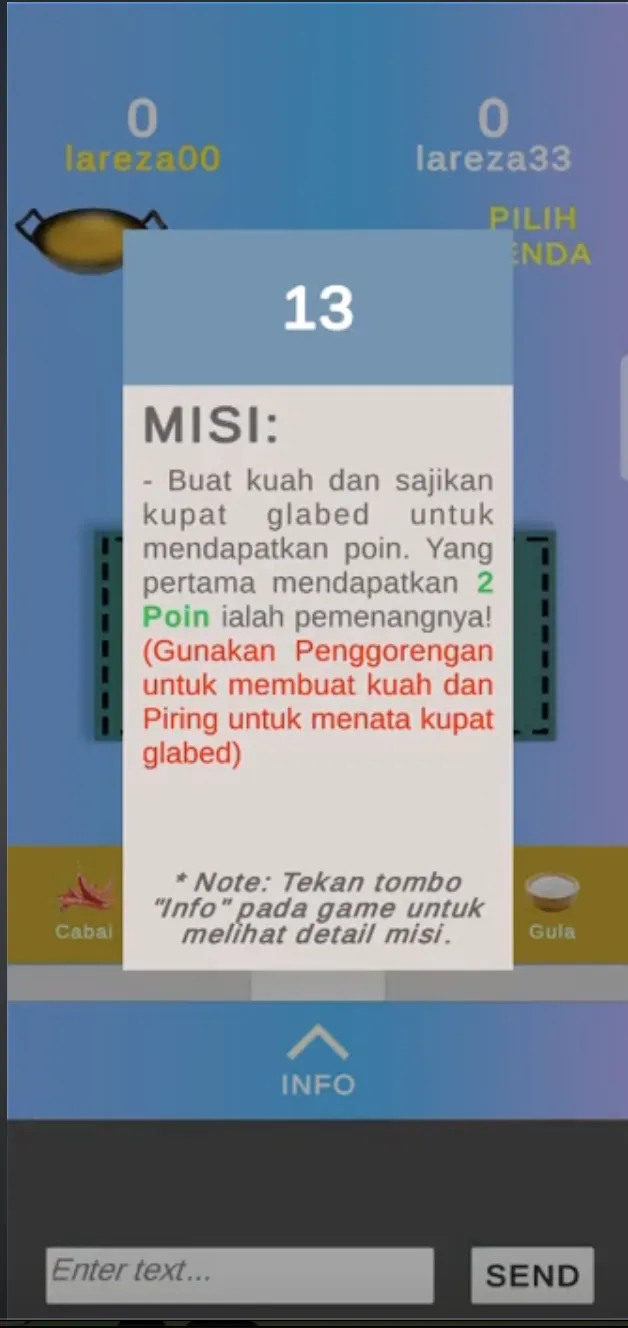 0
lareza00
0
lareza33
PILIH
ENDA
13
MISI:
- Buat kuah dan sajikan
kupat glabed untuk
mendapatkan poin. Yang
pertama mendapatkan 2
Poin ialah pemenangnya!
(Gunakan Penggorengan
untuk membuat kuah dan
Piring untuk menata kupat
glabed)
* Note: Tekan tombo
"Info" pada game untuk
melihat detail misi.
Cabai
Gula
INFO
Enter text...
SEND